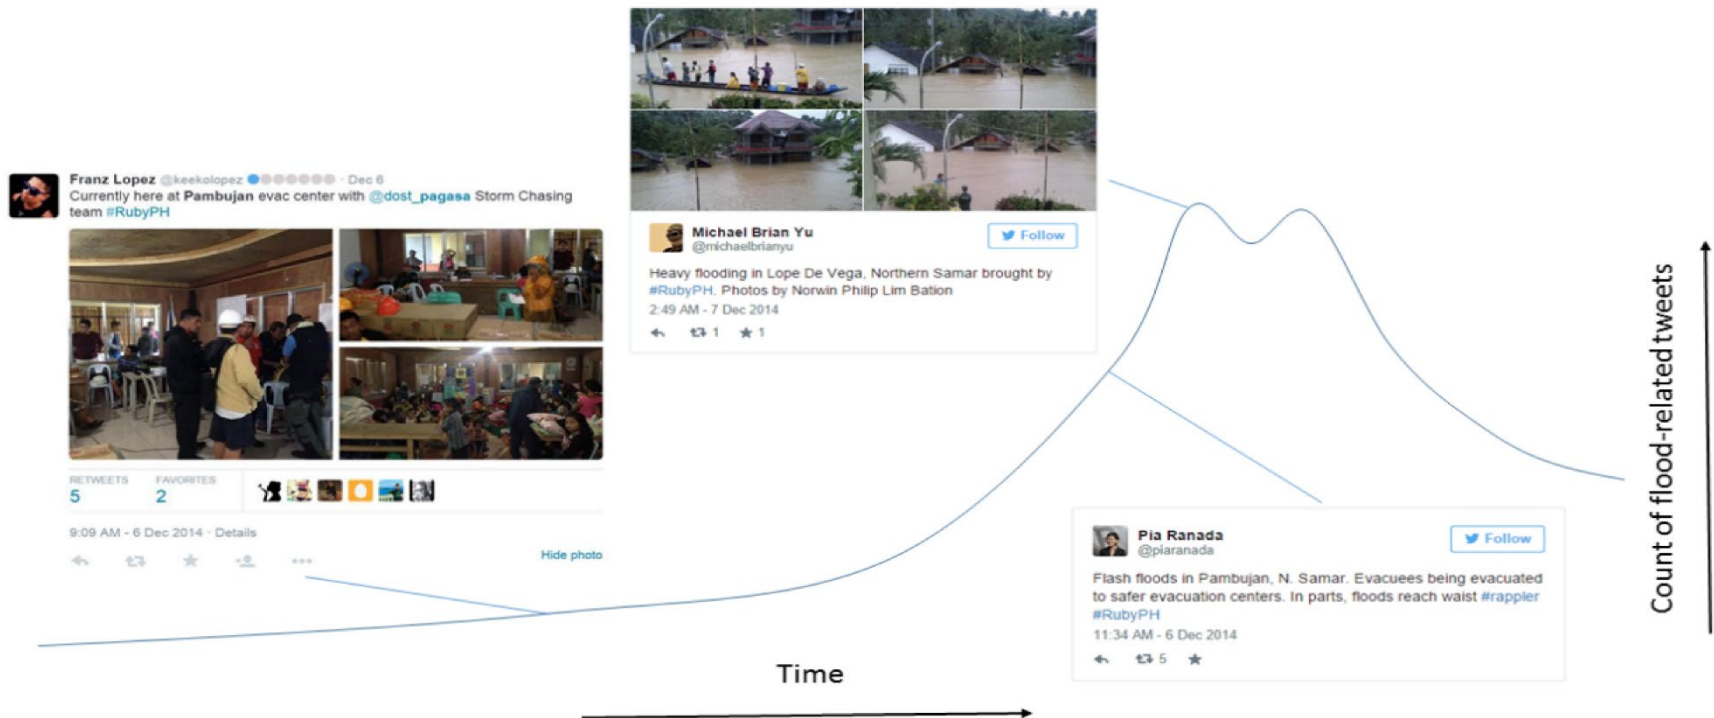 Franz Lopez @keekolopez · Dec 6
Currently here at Pambujan evac center with @dost_pagasa Storm Chasing
team #RubyPH
RETWEETS
5
FAVORITES
2
9:09 AM - 6 Dec 2014 · Details
Hide photo
Michael Brian Yu
@michaelbrianyu
Follow
Heavy flooding in Lope De Vega, Northern Samar brought by
#RubyPH. Photos by Norwin Philip Lim Bation
2:49 AM - 7 Dec 2014
1
1
Pia Ranada
@piaranada
Follow
Flash floods in Pambujan, N. Samar. Evacuees being evacuated
to safer evacuation centers. In parts, floods reach waist #rappler
#RubyPH
11:34 AM - 6 Dec 2014
5
Time
Count of flood-related tweets